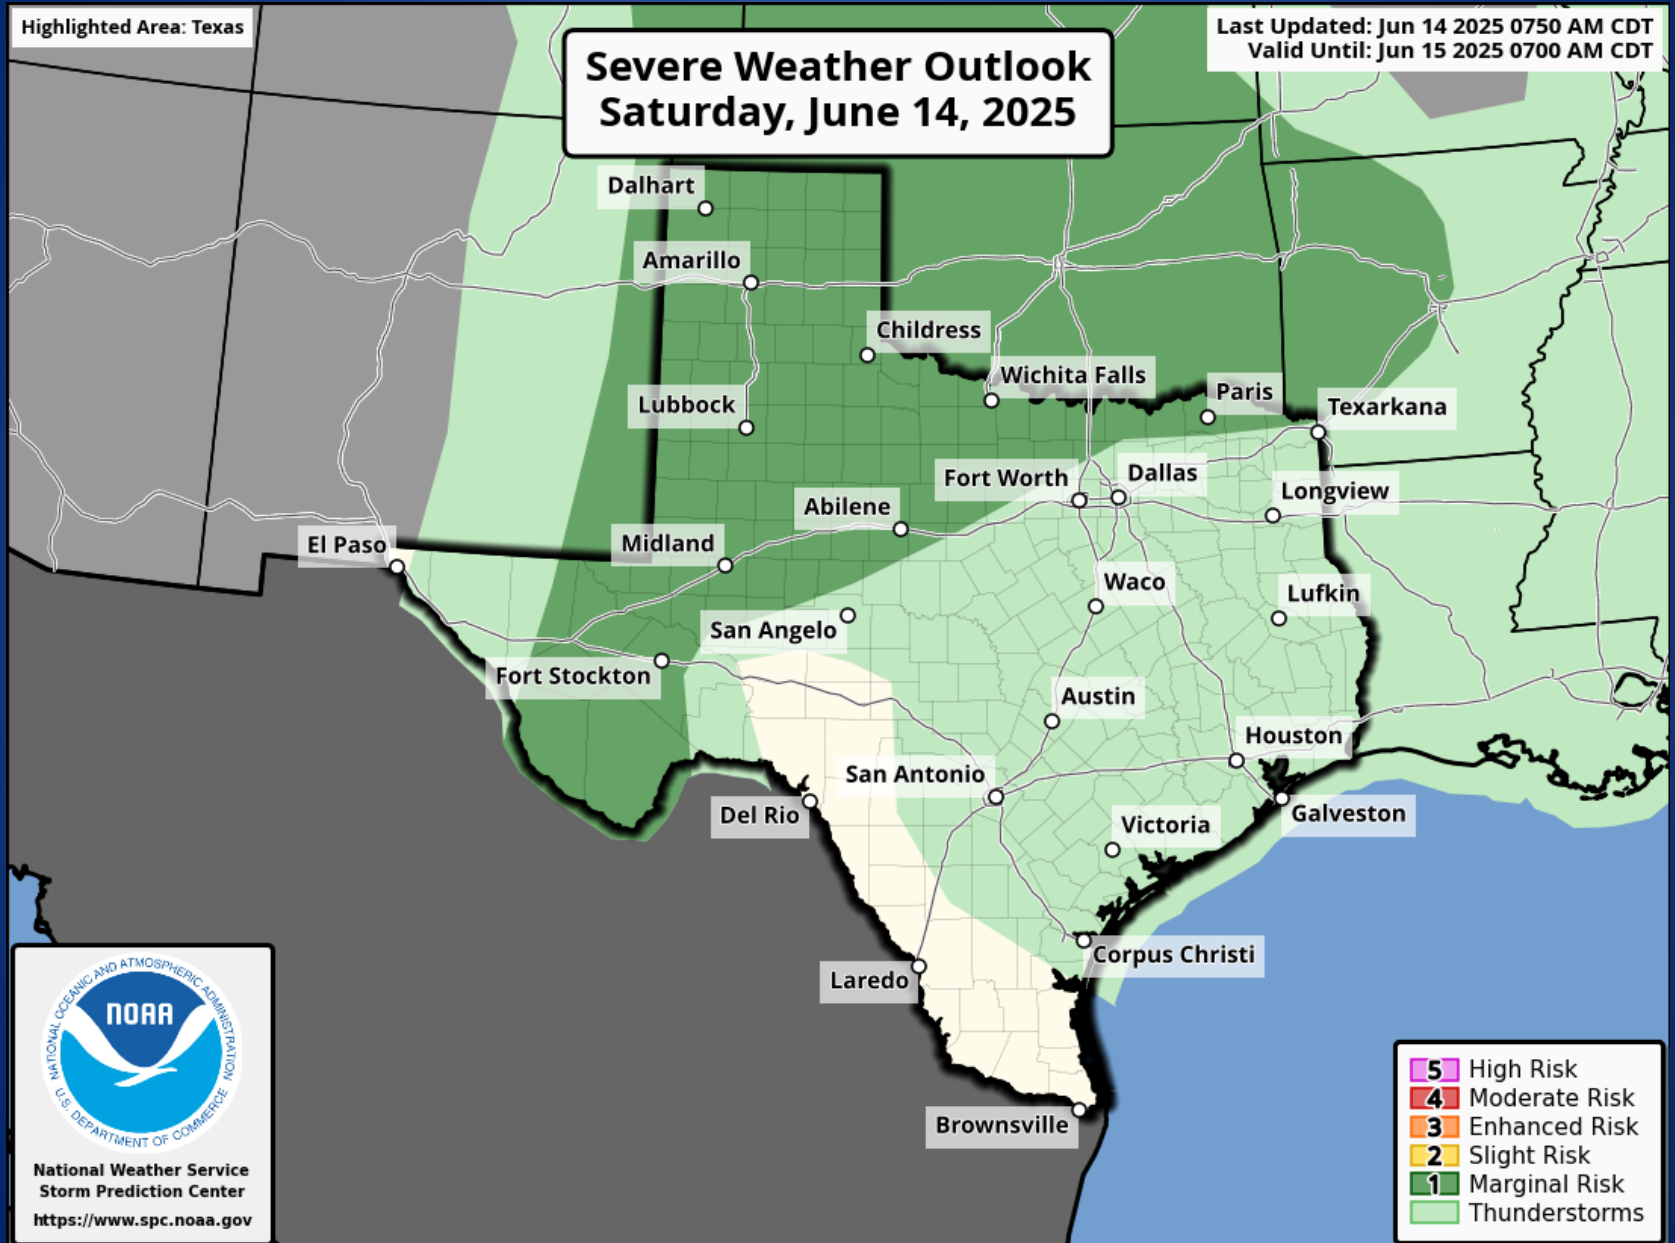 Highlighted Area: Texas
Severe Weather Outlook
Saturday, June 14, 2025
Last Updated: Jun 14 2025 0750 AM CDT
Valid Until: Jun 15 2025 0700 AM CDT
Dalhart
Amarillo
Childress
Wichita Falls
Paris
Lubbock
Texarkana
Fort Worth
Dallas
Longview
Abilene
El Paso
Midland
Waco
Lufkin
San Angelo
Fort Stockton
Austin
Houston
San Antonio
Del Rio
Galveston
Victoria
Corpus Christi
Laredo
Brownsville
NATIONAL OCEANIC AND ATMOSPHERIC ADMINISTRATION
NOAA
U.S. DEPARTMENT OF COMMERCE
National Weather Service
Storm Prediction Center
https://www.spc.noaa.gov
5 High Risk
4 Moderate Risk
3 Enhanced Risk
2 Slight Risk
1 Marginal Risk
Thunderstorms